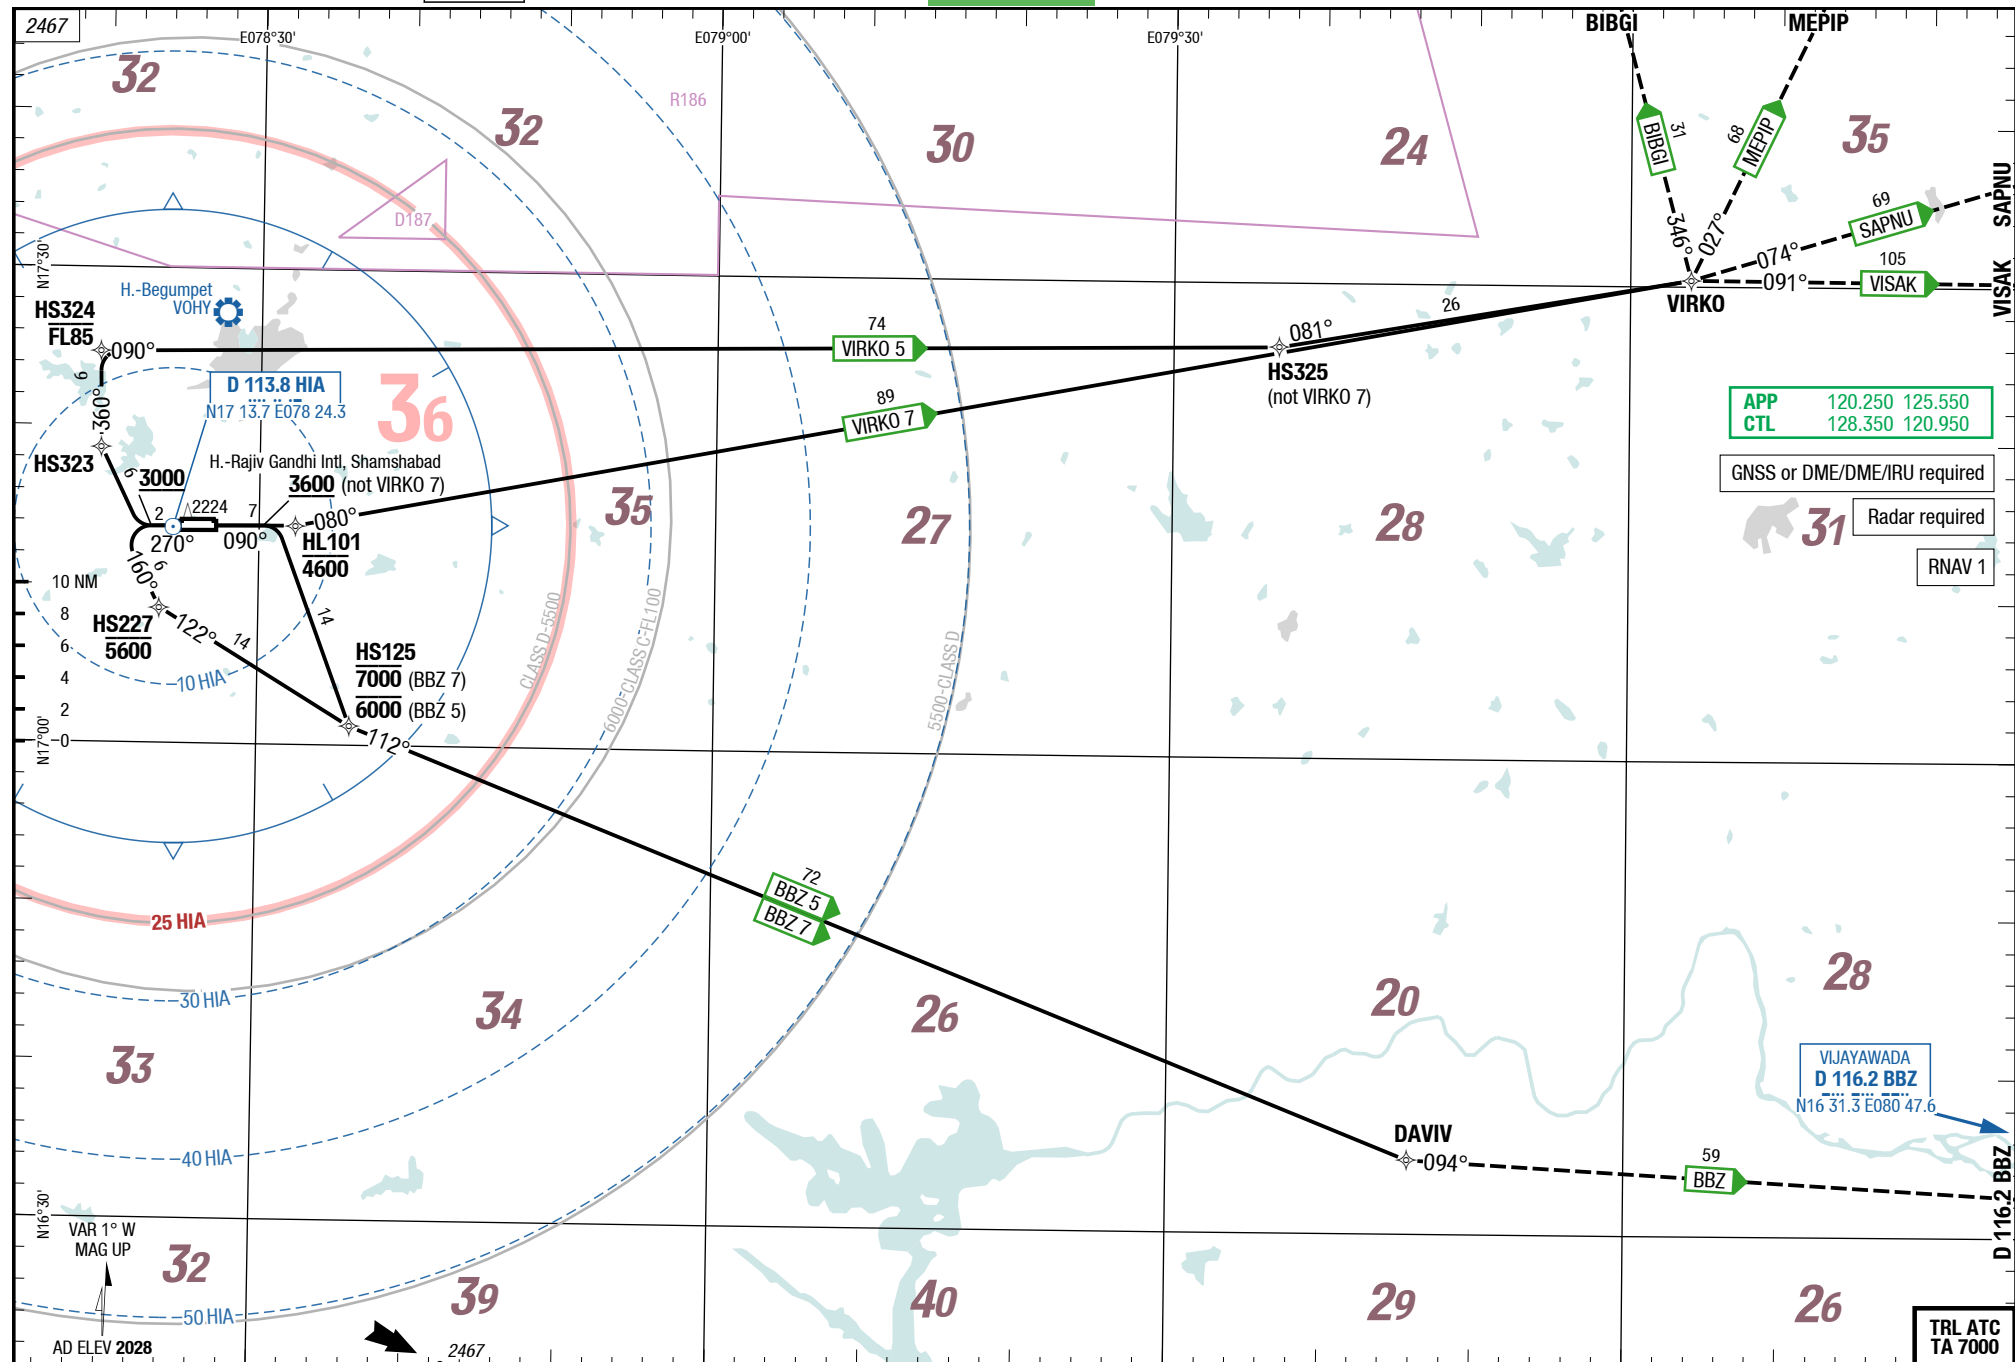 2467
E078°30'
E079°00'
E079°30'
BIBGI
MEPIP
32
32
R186
30
24
35
31
BIBGI
68
MEPIP
SAPNU
69
SAPNU
D187
346°
027°
074°
105
091°
VISAK
VISAK
VIRKO
N17°30'
H.-Begumpet
VOHY
HS324
FL85
090°
74
VIRKO 5
081°
26
HS325
(not VIRKO 7)
6
360°
D 113.8 HIA
N17 13.7 E078 24.3
36
89
VIRKO 7
APP 120.250 125.550
CTL 128.350 120.950
HS323
6
3000
H.-Rajiv Gandhi Intl, Shamshabad
3600 (not VIRKO 7)
GNSS or DME/DME/IRU required
2
2224
7
080°
35
27
28
31
Radar required
270°
090°
HL101
4600
RNAV 1
160°
6
10 NM
8
6
4
2
0
HS227
5600
122°
14
14
10 HIA
HS125
7000 (BBZ 7)
6000 (BBZ 5)
112°
CLASS D-5500
6000-CLASS C-FL100
5500-CLASS D
N17°00'
72
BBZ 5
BBZ 7
25 HIA
30 HIA
34
26
20
28
33
VIJAYAWADA
D 116.2 BBZ
N16 31.3 E080 47.6
40 HIA
DAVIV
094°
59
BBZ
D 116.2 BBZ
N16°30'
VAR 1° W
MAG UP
32
39
40
29
26
50 HIA
AD ELEV 2028
2467
TRL ATC
TA 7000